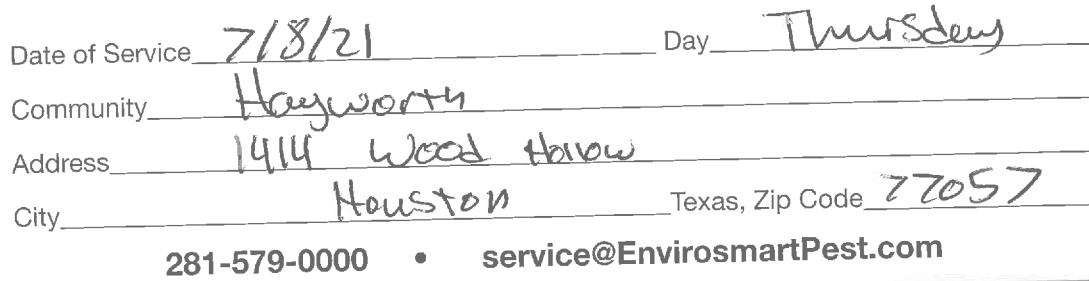 Date of Service 7/8/21 Day Thursday
Community Hayworth
Address 1414 Wood Hollow
City Houston Texas, Zip Code 77057
281-579-0000 • service@EnvirosmartPest.com